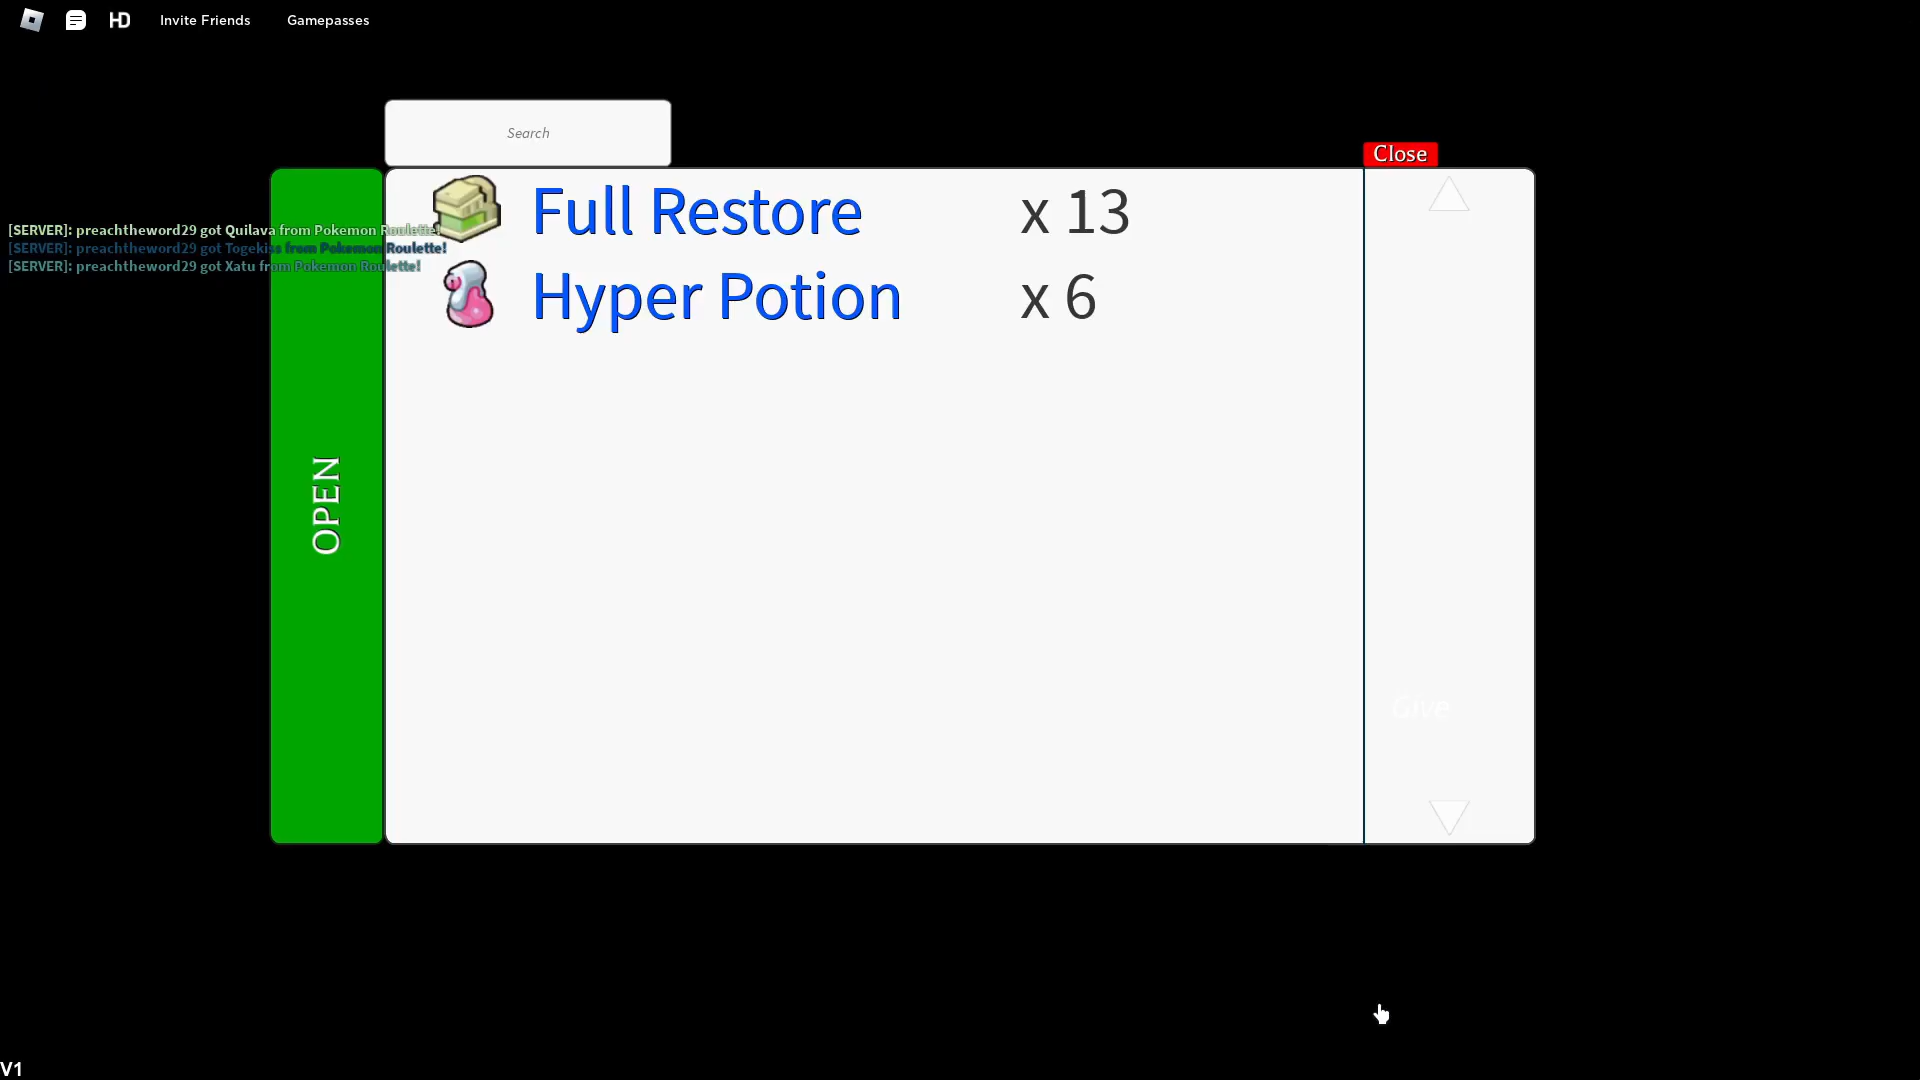 HD Invite Friends Gamepasses
Search
Close
Full Restore x 13
[SERVER]: preachtheword29 got Quilava from Pokemon Roulette!
[SERVER]: preachtheword29 got Togekiss from Pokemon Roulette!
[SERVER]: preachtheword29 got Xatu from Pokemon Roulette!
Hyper Potion x 6
OPEN
Give
V1